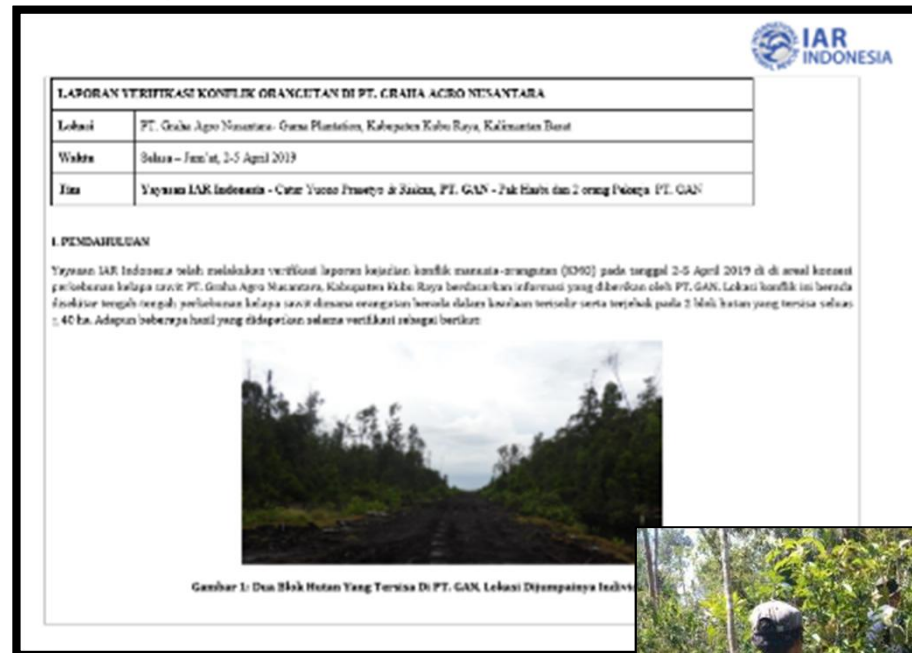 IAR
INDONESIA
LAPORAN VERIFIKASI KONFLIK ORANGUTAN DI PT. GRAHA AGRO NUSANTARA
Lokasi PT. Graha Agro Nusantara- Gama Plantation, Kabupaten Kubu Raya, Kalimantan Barat
Waktu Selasa – Jum'at, 2-5 April 2019
Tim Yayasan IAR Indonesia - Catur Yuono Prasetyo & Riskan, PT. GAN - Pak Hasbi dan 2 orang Pekerja PT. GAN
I. PENDAHULUAN
Yayasan IAR Indonesia telah melakukan verifikasi laporan kejadian konflik manusia-orangutan (KMO) pada tanggal 2-5 April 2019 di di areal konsesi
perkebunan kelapa sawit PT. Graha Agro Nusantara, Kabupaten Kubu Raya berdasarkan informasi yang diberikan oleh PT. GAN. Lokasi konflik ini berada
disekitar tengah tengah perkebunan kelapa sawit dimana orangutan berada dalam keadaan terisolir serta terjebak pada 2 blok hutan yang tersisa seluas
± 40 ha. Adapun beberapa hasil yang didapatkan selama verifikasi sebagai berikut:
Gambar 1: Dua Blok Hutan Yang Tersisa Di PT. GAN, Lokasi Dijumpainya Indivi